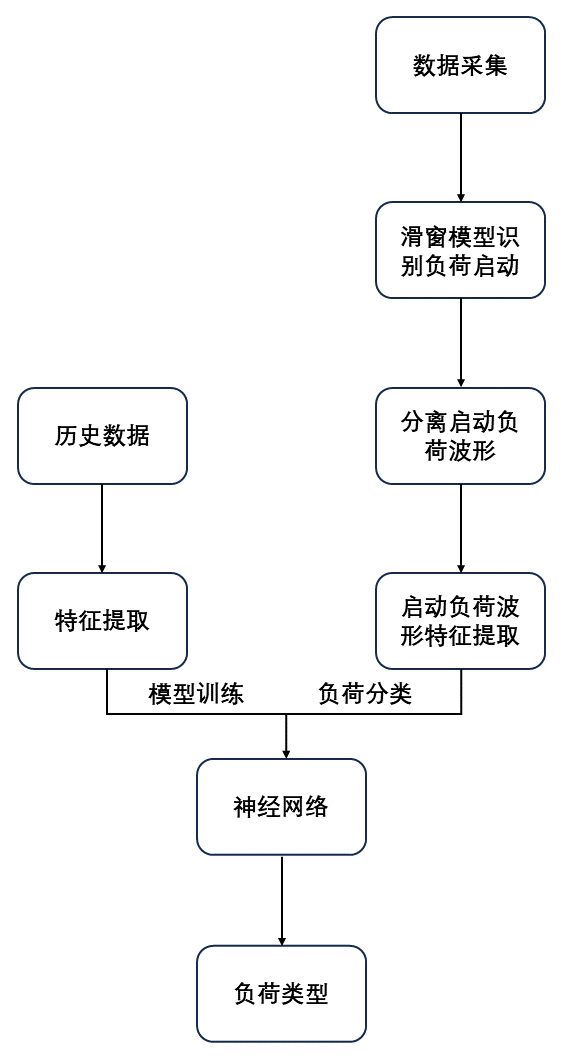 数据采集
滑窗模型识
别负荷启动
历史数据
分离启动负
荷波形
特征提取
启动负荷波
形特征提取
模型训练
负荷分类
神经网络
负荷类型